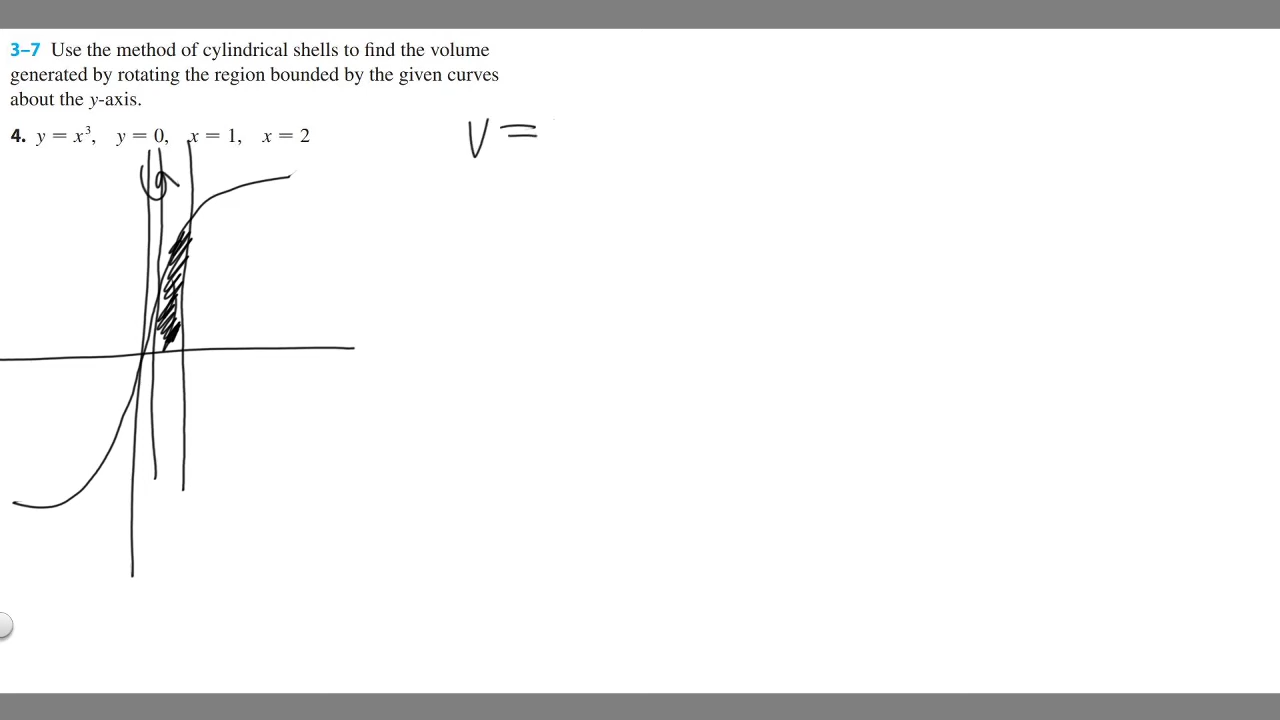 3–7 Use the method of cylindrical shells to find the volume
generated by rotating the region bounded by the given curves
about the y-axis.
4. y = x³, y = 0, x = 1, x = 2
V =